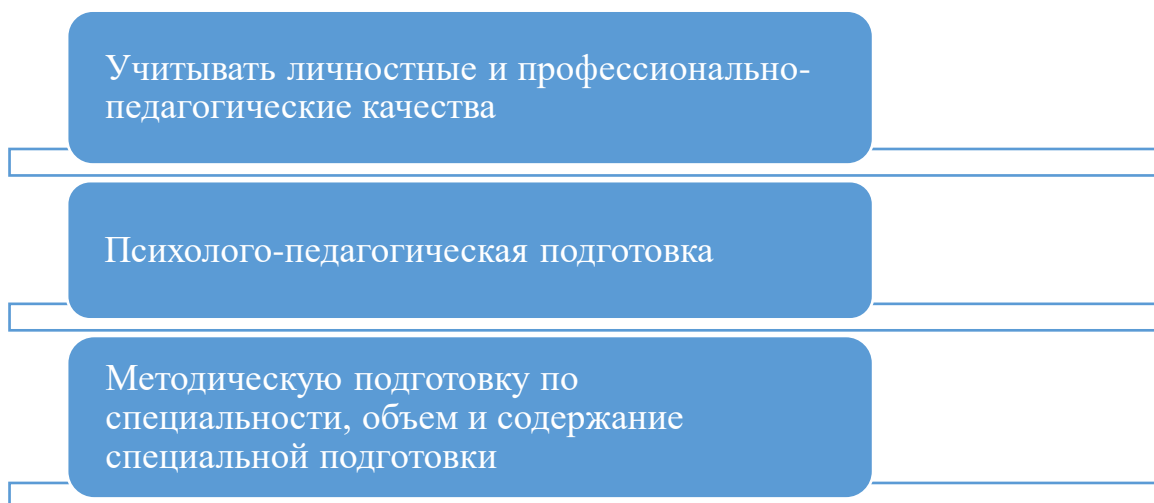 Учитывать личностные и профессионально-
педагогические качества
Психолого-педагогическая подготовка
Методическую подготовку по
специальности, объем и содержание
специальной подготовки